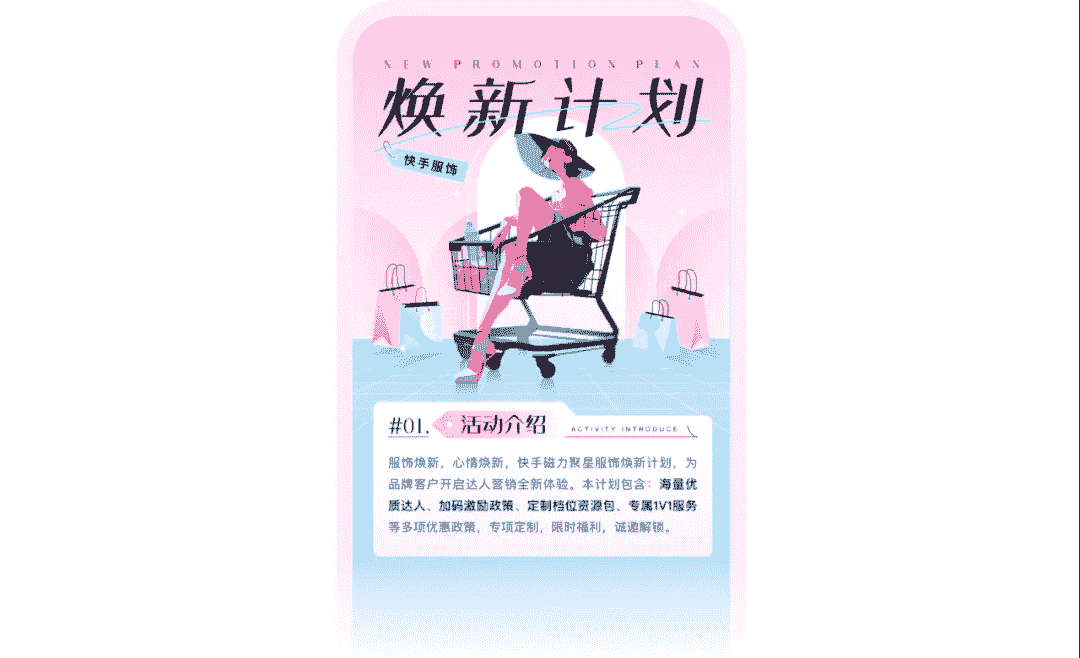 NEW PROMOTION PLAN
焕新计划
快手服饰
#01. 活动介绍 ACTIVITY INTRODUCE
服饰焕新，心情焕新，快手磁力聚星服饰焕新计划，为
品牌客户开启达人营销全新体验。本计划包含：海量优
质达人、加码激励政策、定制档位资源包、专属1V1服务
等多项优惠政策，专项定制，限时福利，诚邀解锁。